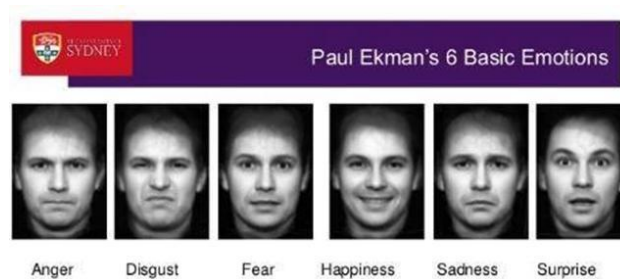 SYDNEY
Paul Ekman's 6 Basic Emotions
Anger Disgust Fear Happiness Sadness Surprise